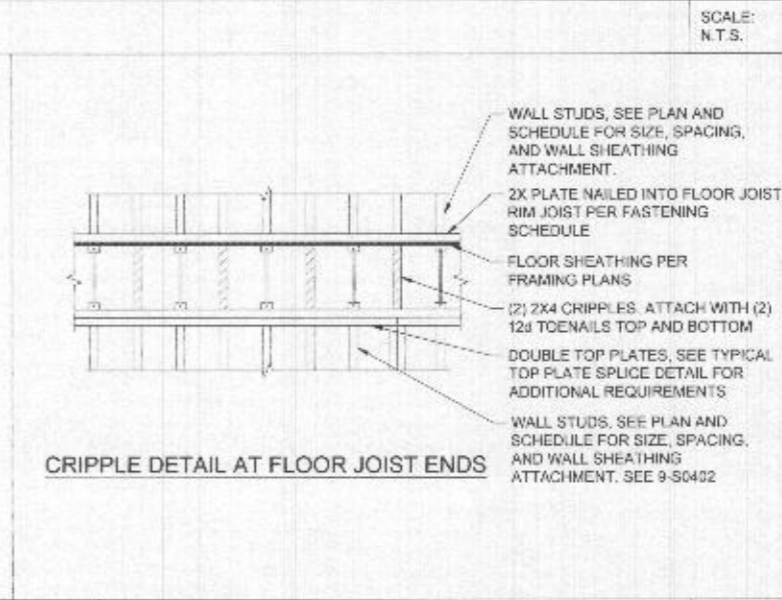 SCALE:
N.T.S.
WALL STUDS, SEE PLAN AND
SCHEDULE FOR SIZE, SPACING,
AND WALL SHEATHING
ATTACHMENT.
2X PLATE NAILED INTO FLOOR JOIST
RIM JOIST PER FASTENING
SCHEDULE
FLOOR SHEATHING PER
FRAMING PLANS
(2) 2X4 CRIPPLES. ATTACH WITH (2)
12d TOENAILS TOP AND BOTTOM
DOUBLE TOP PLATES, SEE TYPICAL
TOP PLATE SPLICE DETAIL FOR
ADDITIONAL REQUIREMENTS
WALL STUDS, SEE PLAN AND
SCHEDULE FOR SIZE, SPACING,
AND WALL SHEATHING
ATTACHMENT. SEE 9-S0402
CRIPPLE DETAIL AT FLOOR JOIST ENDS